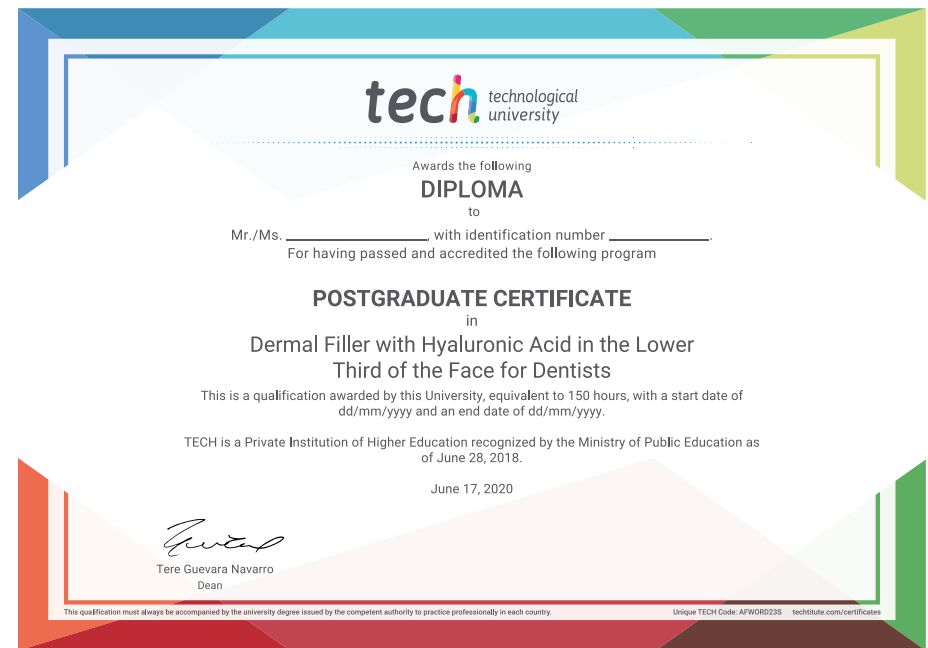 tech technological
university
Awards the following
DIPLOMA
to
Mr./Ms. ____________, with identification number ____________.
For having passed and accredited the following program
POSTGRADUATE CERTIFICATE
in
Dermal Filler with Hyaluronic Acid in the Lower
Third of the Face for Dentists
This is a qualification awarded by this University, equivalent to 150 hours, with a start date of
dd/mm/yyyy and an end date of dd/mm/yyyy.
TECH is a Private Institution of Higher Education recognized by the Ministry of Public Education as
of June 28, 2018.
June 17, 2020
Tere Guevara Navarro
Dean
This qualification must always be accompanied by the university degree issued by the competent authority to practice professionally in each country.
Unique TECH Code: AFWORD23S techtitute.com/certificates